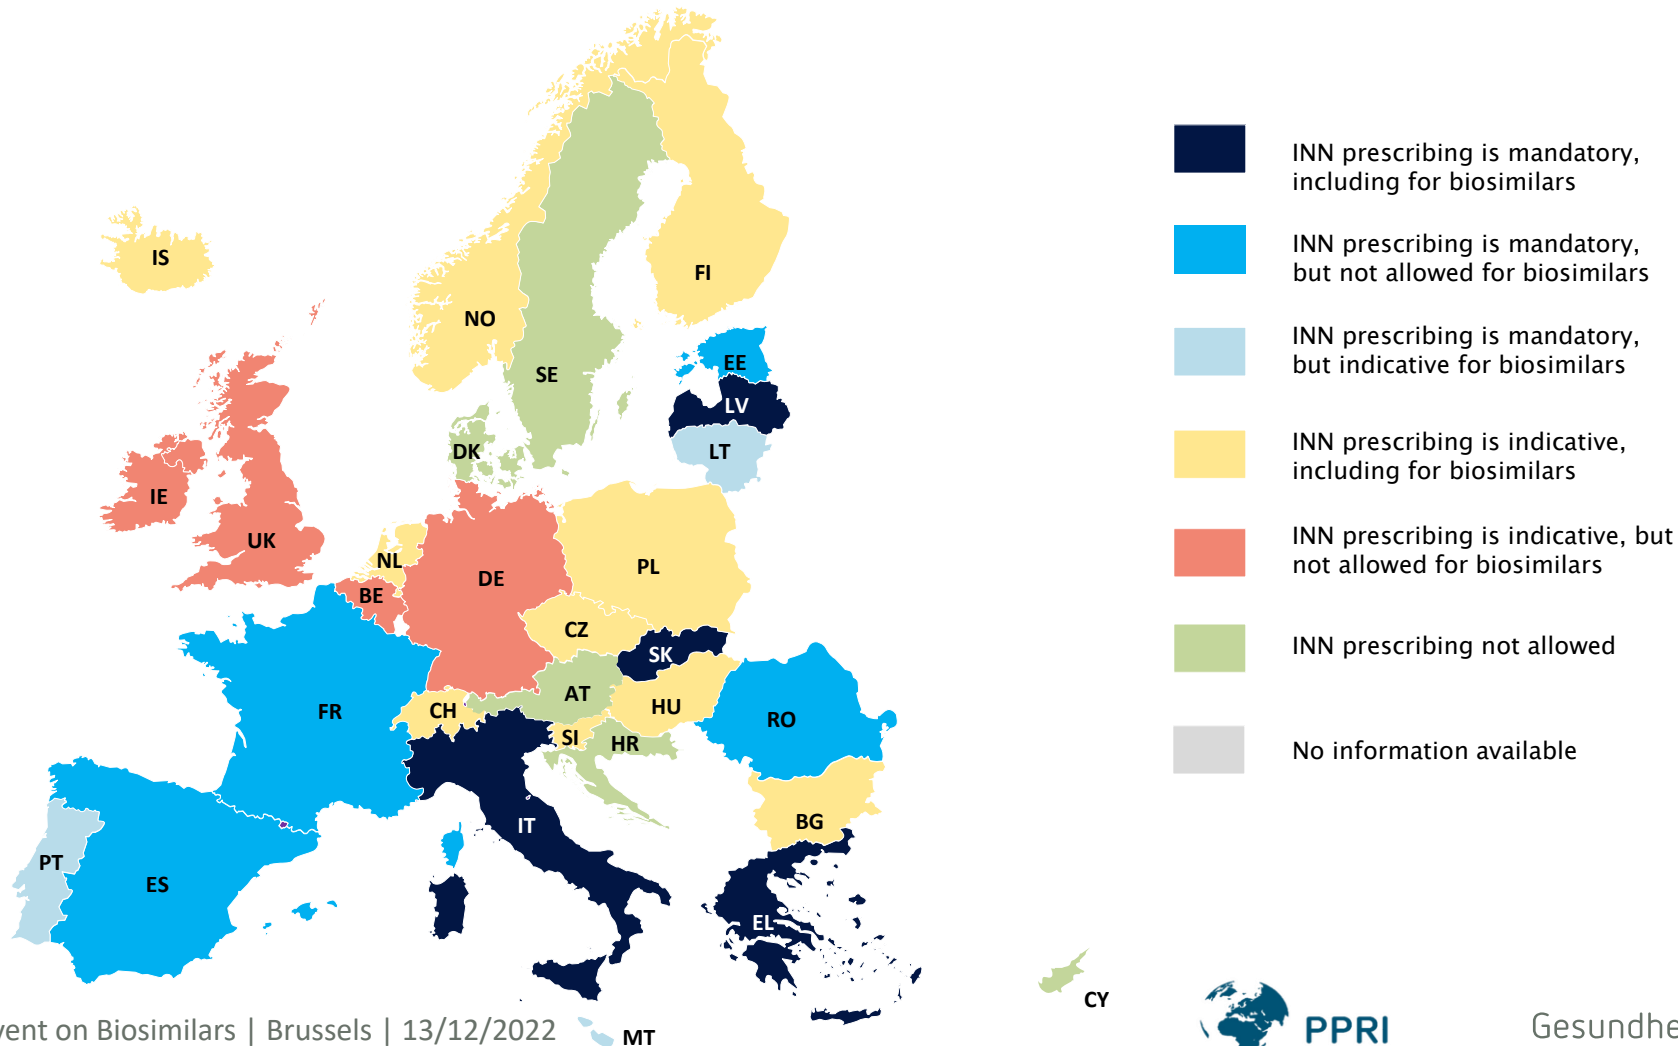 INN prescribing is mandatory,
including for biosimilars
INN prescribing is mandatory,
but not allowed for biosimilars
INN prescribing is mandatory,
but indicative for biosimilars
INN prescribing is indicative,
including for biosimilars
INN prescribing is indicative, but
not allowed for biosimilars
INN prescribing not allowed
No information available
IS
FI
NO
EE
SE
LV
DK
LT
IE
UK
NL
PL
DE
BE
CZ
SK
AT
HU
FR
CH
RO
SI
HR
BG
IT
PT
ES
EL
CY
MT
on Biosimilars | Brussels | 13/12/2022
PPRI